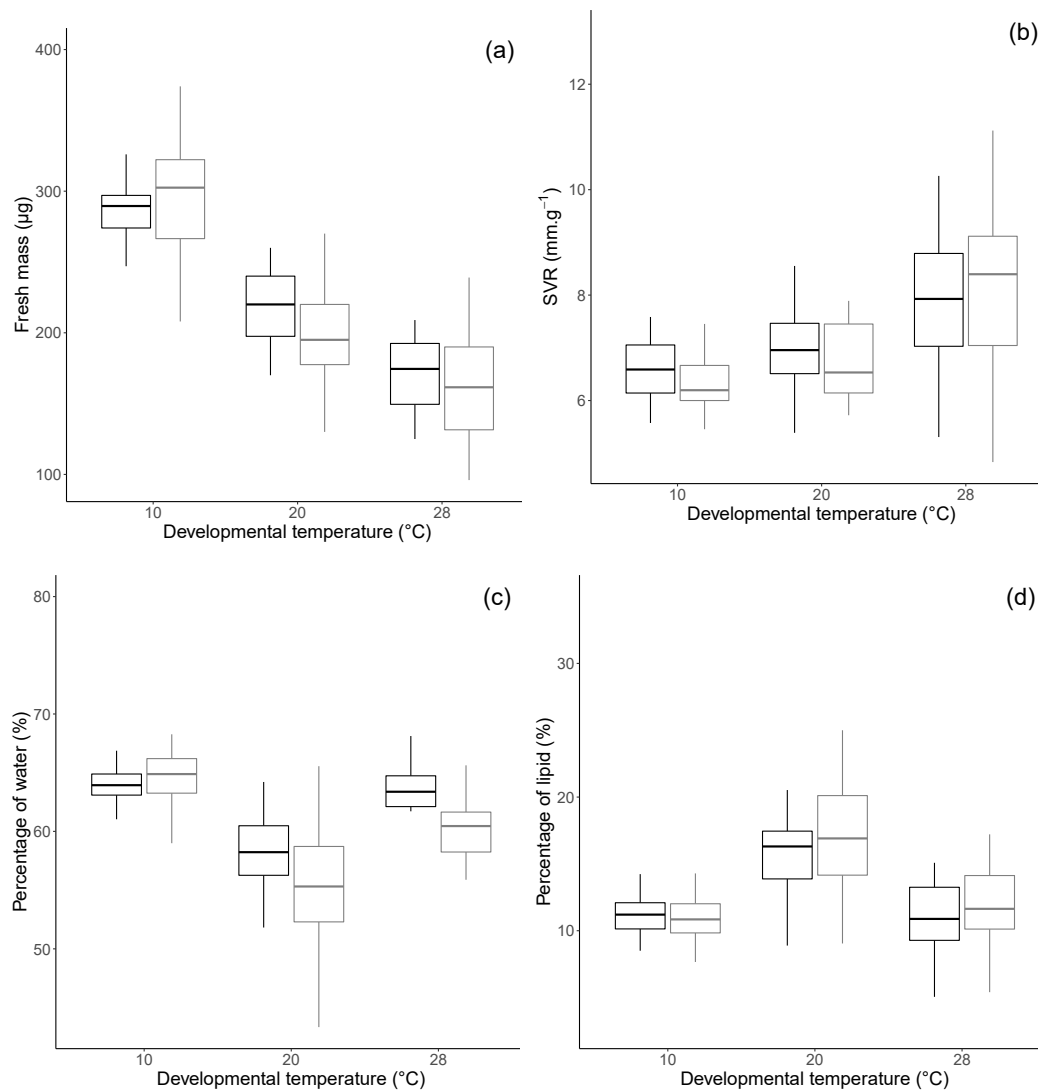 (a)
400
300
200
100
Fresh mass (µg)
10 20 28
Developmental temperature (°C)
(b)
12
10
8
6
SVR (mm.g⁻¹)
10 20 28
Developmental temperature (°C)
(c)
80
70
60
50
Percentage of water (%)
10 20 28
Developmental temperature (°C)
(d)
30
20
10
Percentage of lipid (%)
10 20 28
Developmental temperature (°C)